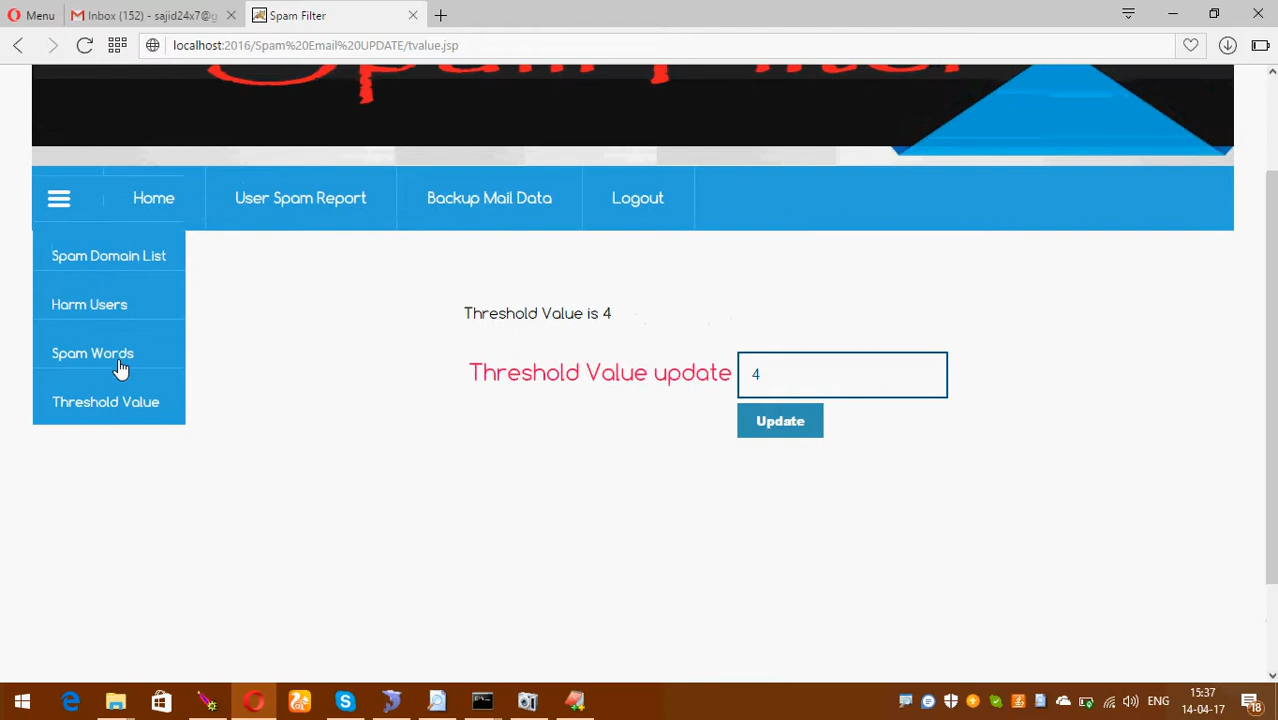 Menu
Inbox (152) - sajid24x7@g
Spam Filter
localhost:2016/Spam%20Email%20UPDATE/tvalue.jsp
Spam Filter
Home
User Spam Report
Backup Mail Data
Logout
Spam Domain List
Harm Users
Spam Words
Threshold Value
Threshold Value is 4
Threshold Value update
4
Update
ENG
15:37
14-04-17
18